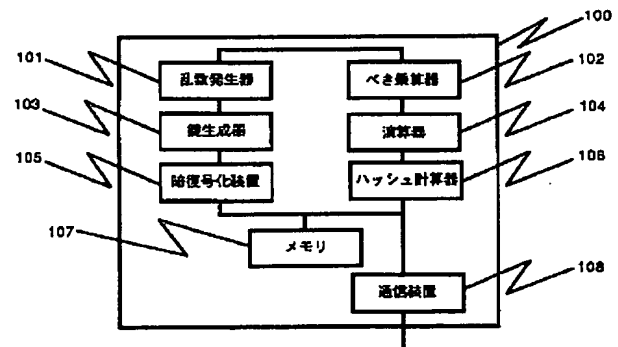 100
101 乱数発生器 べき乗算器 102
103 鍵生成器 演算器 104
105 暗復号化装置 ハッシュ計算器 106
107 メモリ
通信装置 108